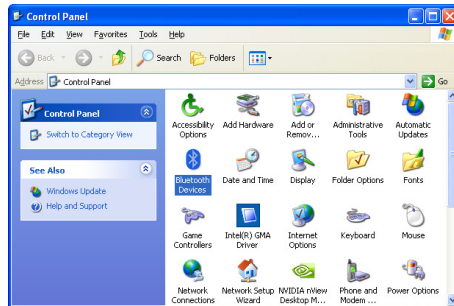 Control Panel
File Edit View Favorites Tools Help
Back Search Folders
Address Control Panel Go
Control Panel
Switch to Category View
See Also
Windows Update
Help and Support
Accessibility Options
Add Hardware
Add or Remov...
Administrative Tools
Automatic Updates
Bluetooth Devices
Date and Time
Display
Folder Options
Fonts
Game Controllers
Intel(R) GMA Driver
Internet Options
Keyboard
Mouse
Network Connections
Network Setup Wizard
NVIDIA nView Desktop M...
Phone and Modem ...
Power Options